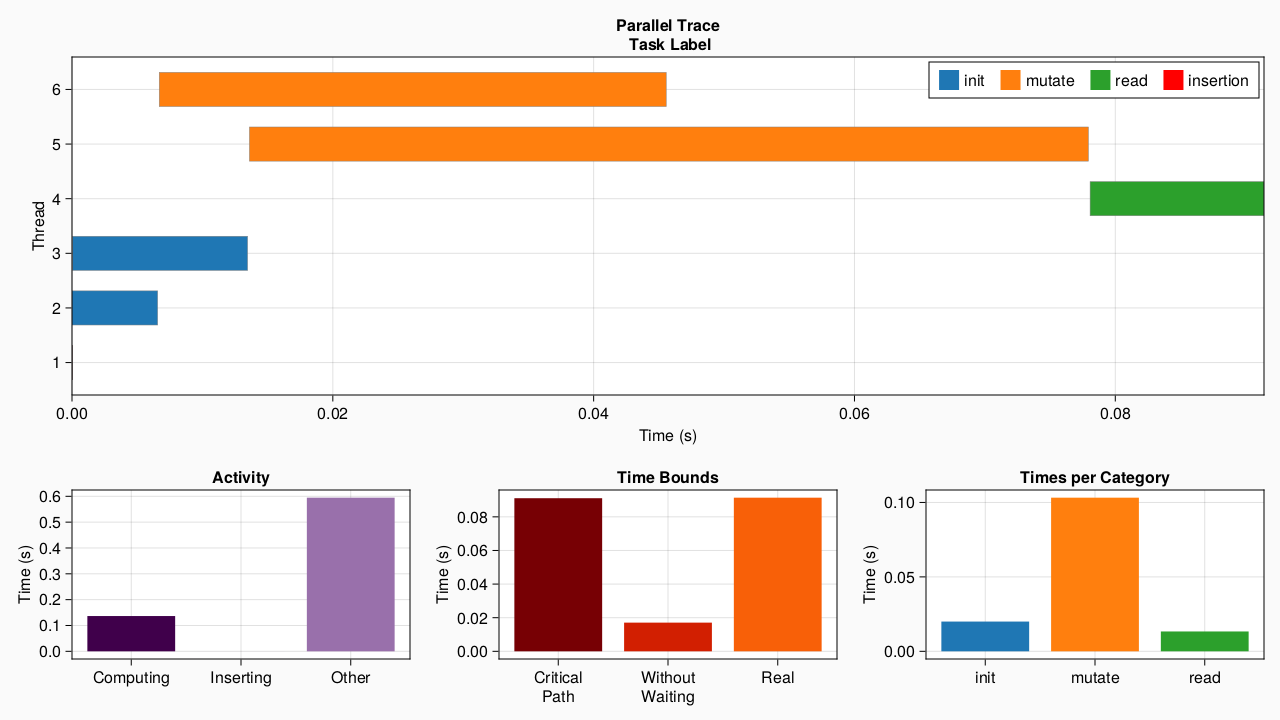 Parallel Trace
Task Label
init mutate read insertion
6
5
4
3
2
1
Thread
0.00 0.02 0.04 0.06 0.08
Time (s)
Activity
0.6
0.5
0.4
0.3
0.2
0.1
0.0
Time (s)
Computing Inserting Other
Time Bounds
0.08
0.06
0.04
0.02
0.00
Time (s)
Critical Path
Without Waiting
Real
Times per Category
0.10
0.05
0.00
Time (s)
init mutate read